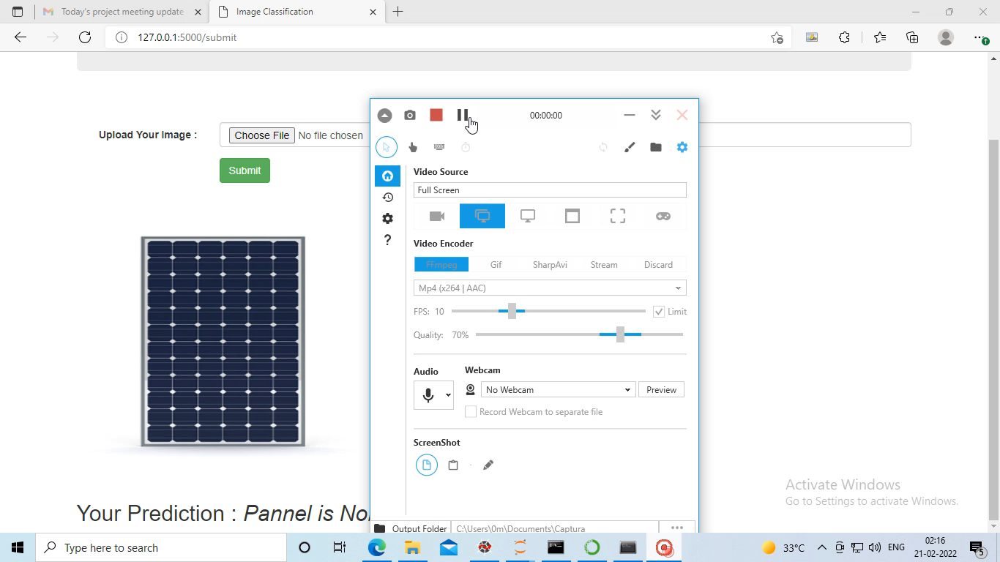 Today's project meeting update
Image Classification
127.0.0.1:5000/submit
Upload Your Image :
Choose File No file chosen
Submit
00:00:00
Video Source
Full Screen
Video Encoder
FFmpeg Gif SharpAvi Stream Discard
Mp4 (x264 | AAC)
FPS: 10
Limit
Quality: 70%
Audio
Webcam
No Webcam
Preview
Record Webcam to separate file
ScreenShot
Your Prediction : Pannel is
Output Folder C:\Users\0m\Documents\Captura
Activate Windows
Go to Settings to activate Windows.
Type here to search
33°C
ENG
02:16
21-02-2022
5